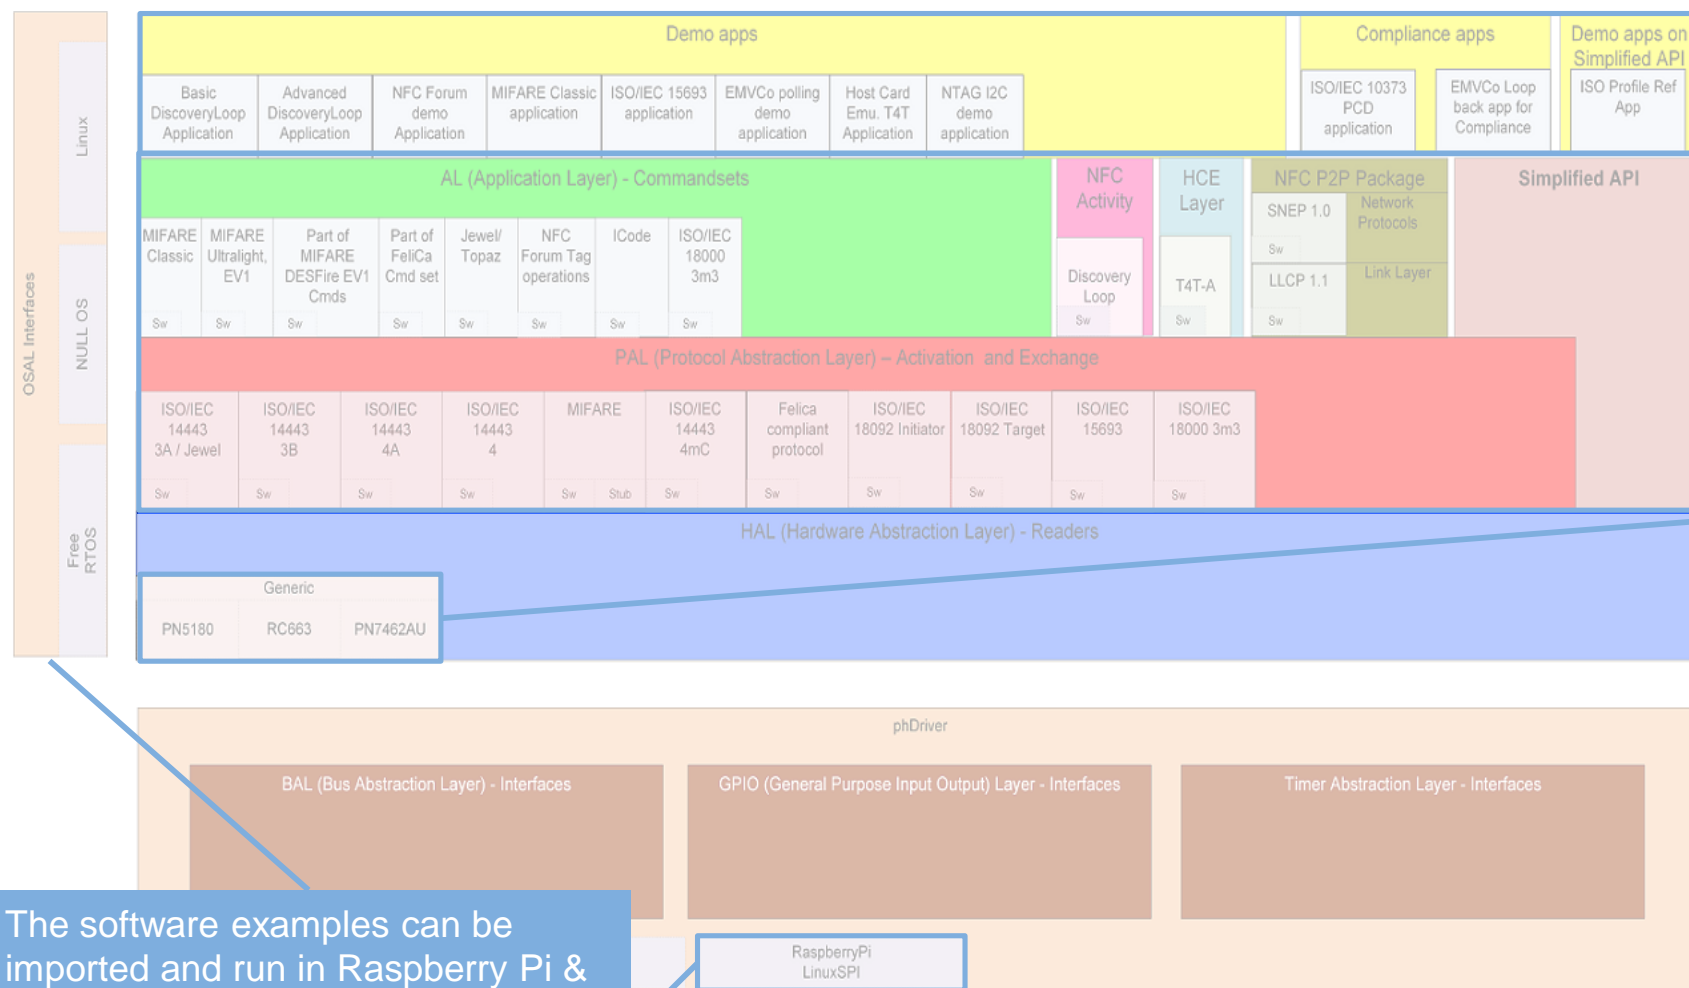 OSAL Interfaces
Linux
NULL OS
Free
RTOS
Demo apps
Basic
DiscoveryLoop
Application
Advanced
DiscoveryLoop
Application
NFC Forum
demo
Application
MIFARE Classic
application
ISO/IEC 15693
application
EMVCo polling
demo
application
Host Card
Emu. T4T
Application
NTAG I2C
demo
application
Compliance apps
ISO/IEC 10373
PCD
application
EMVCo Loop
back app for
Compliance
Demo apps on
Simplified API
ISO Profile Ref
App
AL (Application Layer) - Commandsets
MIFARE
Classic
Sw
MIFARE
Ultralight,
EV1
Sw
Part of
MIFARE
DESFire EV1
Cmds
Sw
Part of
FeliCa
Cmd set
Sw
Jewel/
Topaz
Sw
NFC
Forum Tag
operations
Sw
ICode
Sw
ISO/IEC
18000
3m3
Sw
NFC
Activity
Discovery
Loop
Sw
HCE
Layer
T4T-A
Sw
NFC P2P Package
SNEP 1.0
Sw
Network
Protocols
LLCP 1.1
Sw
Link Layer
Simplified API
PAL (Protocol Abstraction Layer) – Activation and Exchange
ISO/IEC
14443
3A / Jewel
Sw
ISO/IEC
14443
3B
Sw
ISO/IEC
14443
4A
Sw
ISO/IEC
14443
4
Sw
MIFARE
Sw
Stub
ISO/IEC
14443
4mC
Sw
Felica
compliant
protocol
Sw
ISO/IEC
18092 Initiator
Sw
ISO/IEC
18092 Target
Sw
ISO/IEC
15693
Sw
ISO/IEC
18000 3m3
Sw
HAL (Hardware Abstraction Layer) - Readers
Generic
PN5180
RC663
PN7462AU
phDriver
BAL (Bus Abstraction Layer) - Interfaces
GPIO (General Purpose Input Output) Layer - Interfaces
Timer Abstraction Layer - Interfaces
The software examples can be
imported and run in Raspberry Pi &
RaspberryPi
LinuxSPI